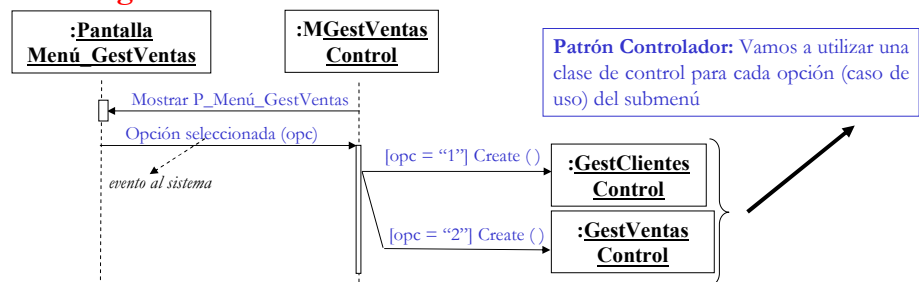 :Pantalla
Menú_GestVentas
:MGestVentas
Control
Patrón Controlador: Vamos a utilizar una
clase de control para cada opción (caso de
uso) del submenú
Mostrar P_Menú_GestVentas
Opción seleccionada (opc)
evento al sistema
[opc = “1”] Create ( )
:GestClientes
Control
[opc = “2”] Create ( )
:GestVentas
Control